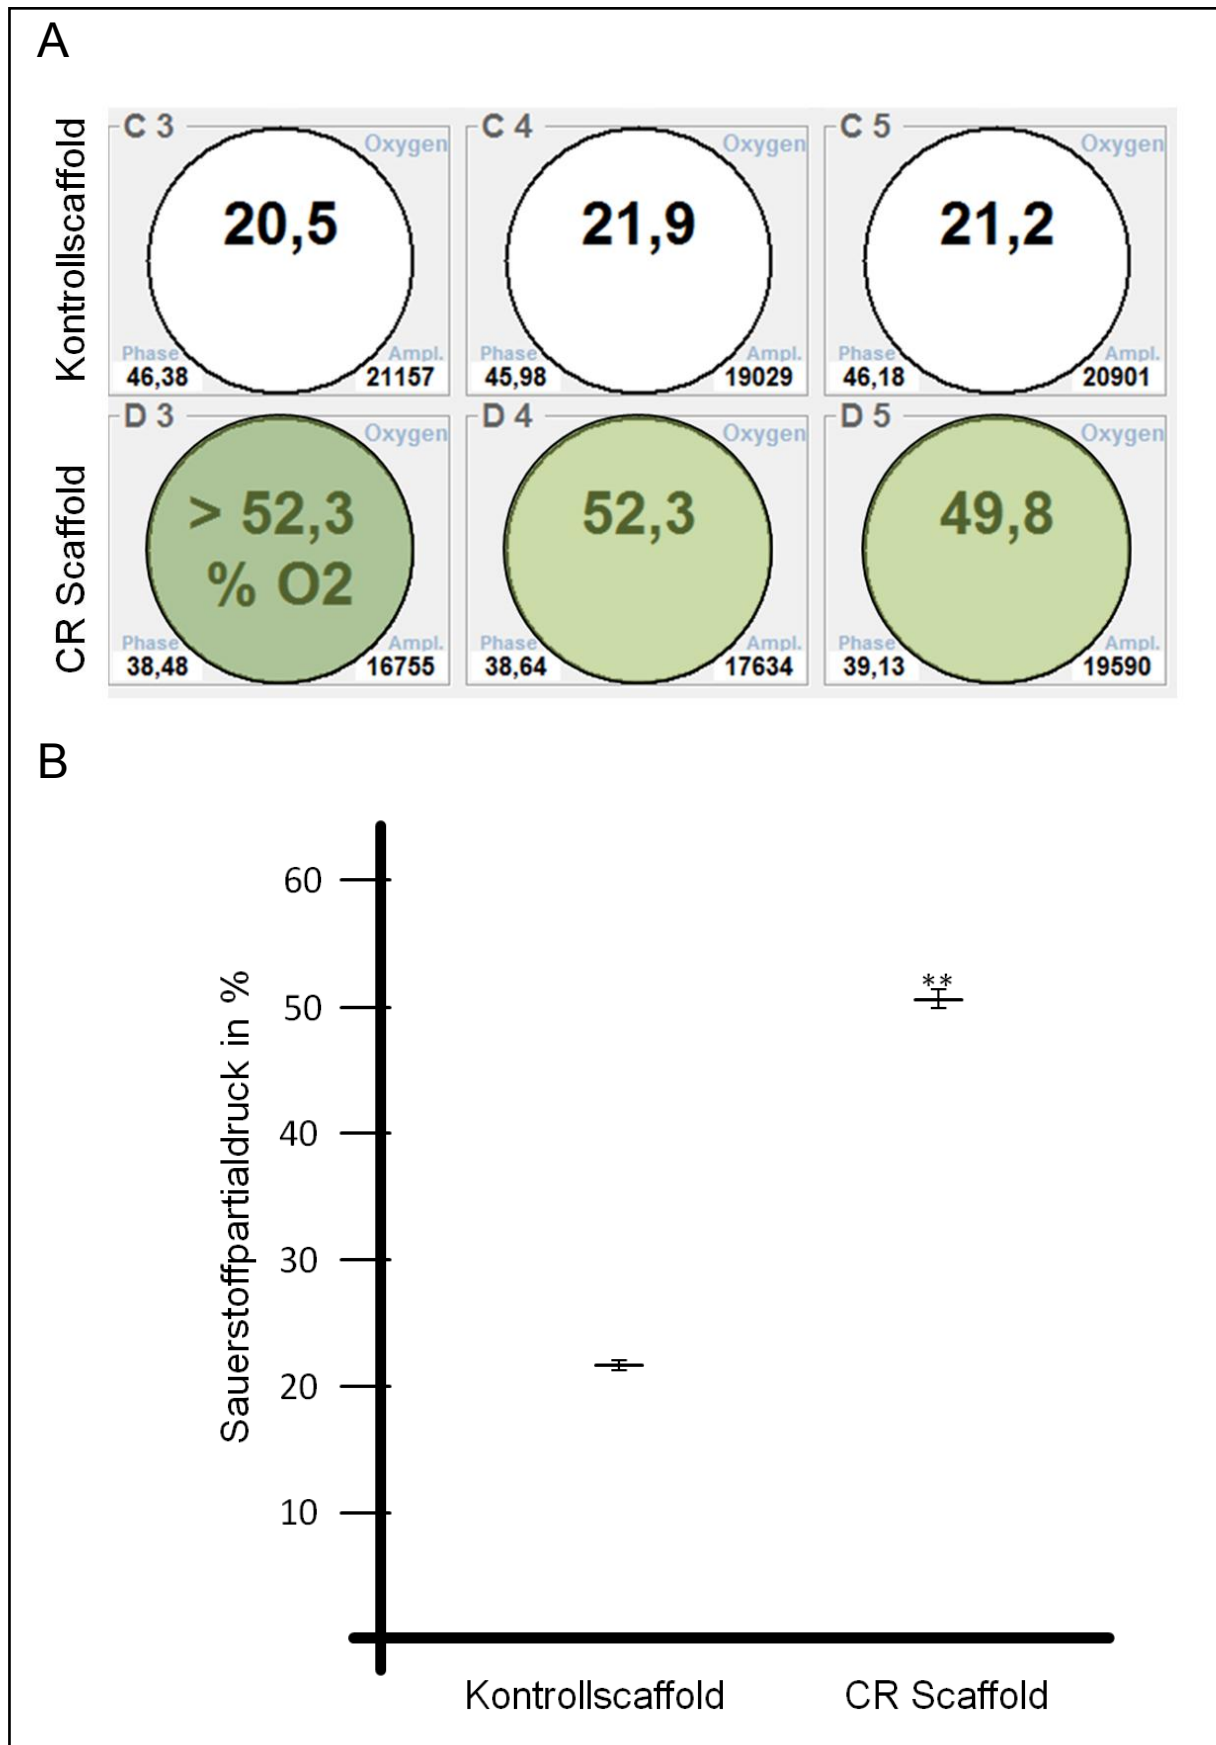 A
Kontrollscaffold
C 3
Oxygen
20,5
Phase
46,38
Ampl.
21157
C 4
Oxygen
21,9
Phase
45,98
Ampl.
19029
C 5
Oxygen
21,2
Phase
46,18
Ampl.
20901
CR Scaffold
D 3
Oxygen
> 52,3
% O2
Phase
38,48
Ampl.
16755
D 4
Oxygen
52,3
Phase
38,64
Ampl.
17634
D 5
Oxygen
49,8
Phase
39,13
Ampl.
19590
B
Sauerstoffpartialdruck in %
60
50
40
30
20
10
**
Kontrollscaffold
CR Scaffold